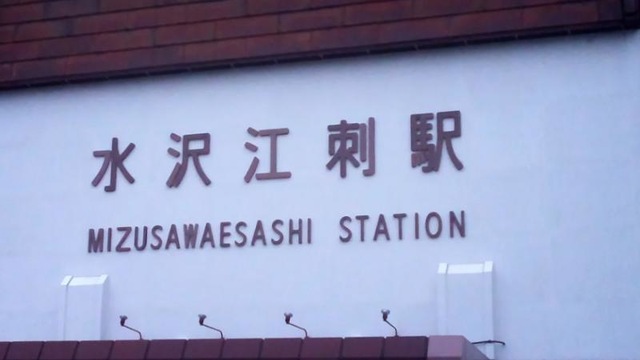 水沢江刺駅
MIZUSAWAESASHI STATION